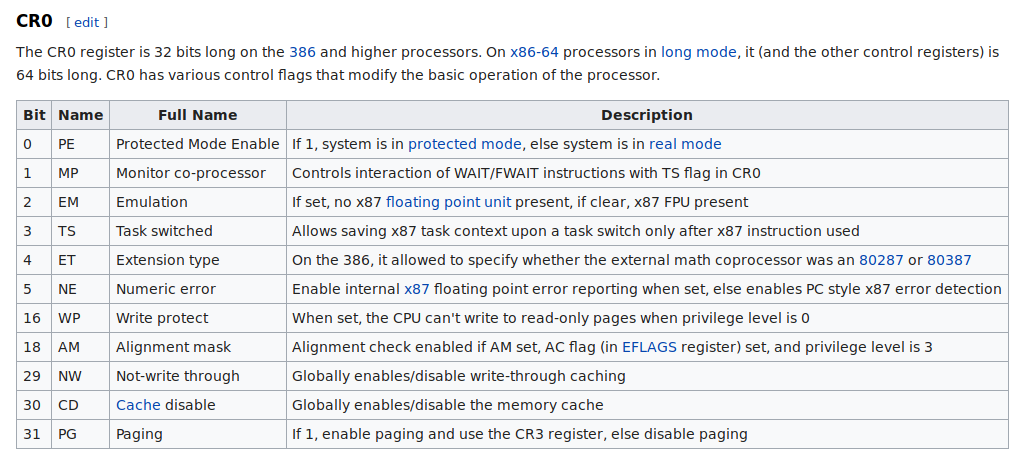 CR0 [ edit ]
The CR0 register is 32 bits long on the 386 and higher processors. On x86-64 processors in long mode, it (and the other control registers) is
64 bits long. CR0 has various control flags that modify the basic operation of the processor.
Bit Name Full Name Description
0 PE Protected Mode Enable If 1, system is in protected mode, else system is in real mode
1 MP Monitor co-processor Controls interaction of WAIT/FWAIT instructions with TS flag in CR0
2 EM Emulation If set, no x87 floating point unit present, if clear, x87 FPU present
3 TS Task switched Allows saving x87 task context upon a task switch only after x87 instruction used
4 ET Extension type On the 386, it allowed to specify whether the external math coprocessor was an 80287 or 80387
5 NE Numeric error Enable internal x87 floating point error reporting when set, else enables PC style x87 error detection
16 WP Write protect When set, the CPU can't write to read-only pages when privilege level is 0
18 AM Alignment mask Alignment check enabled if AM set, AC flag (in EFLAGS register) set, and privilege level is 3
29 NW Not-write through Globally enables/disable write-through caching
30 CD Cache disable Globally enables/disable the memory cache
31 PG Paging If 1, enable paging and use the CR3 register, else disable paging